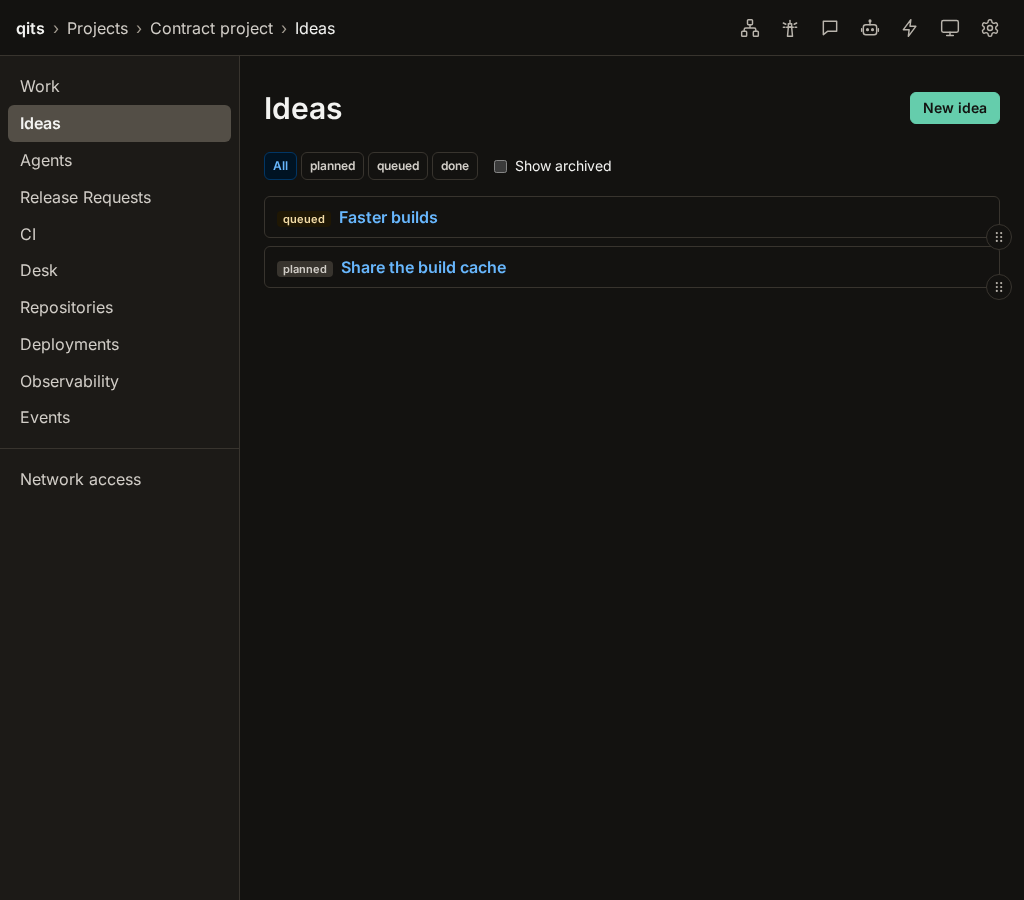 qits › Projects › Contract project › Ideas
Work
Ideas
Agents
Release Requests
CI
Desk
Repositories
Deployments
Observability
Events
Network access
Ideas
New idea
All planned queued done Show archived
queued Faster builds
planned Share the build cache